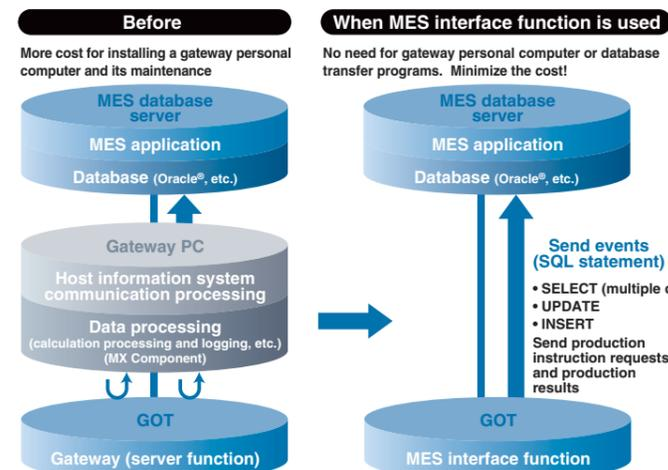 Before
More cost for installing a gateway personal
computer and its maintenance
MES database
server
MES application
Database (Oracle®, etc.)
Gateway PC
Host information system
communication processing
Data processing
(calculation processing and logging, etc.)
(MX Component)
GOT
Gateway (server function)
When MES interface function is used
No need for gateway personal computer or database
transfer programs. Minimize the cost!
MES database
server
MES application
Database (Oracle®, etc.)
Send events
(SQL statement)
• SELECT (multiple
• UPDATE
• INSERT
Send production
instruction requests
and production
results
GOT
MES interface function